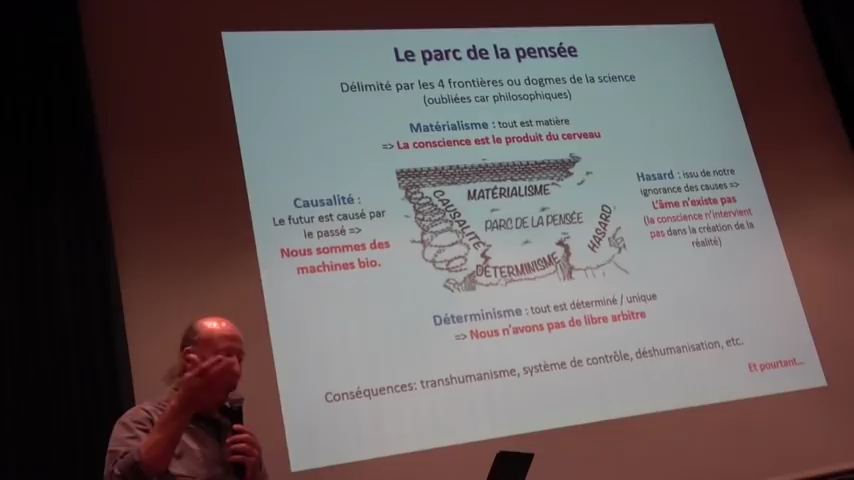 Le parc de la pensée
Délimité par les 4 frontières ou dogmes de la science
(oubliées car philosophiques)
Matérialisme : tout est matière
=> La conscience est le produit du cerveau
Causalité :
Le futur est causé par
le passé =>
Nous sommes des
machines bio.
MATÉRIALISME
CAUSALITÉ
PARC DE LA PENSÉE
HASARD
DÉTERMINISME
Hasard : issu de notre
ignorance des causes =>
L'âme n'existe pas
(la conscience n'intervient
pas dans la création de la
réalité)
Déterminisme : tout est déterminé / unique
=> Nous n'avons pas de libre arbitre
Conséquences: transhumanisme, système de contrôle, déshumanisation, etc.
Et pourtant...